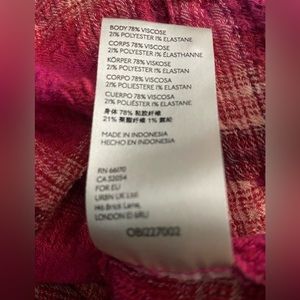 BODY 78% VISCOSE
21% POLYESTER 1% ELASTANE
CORPS 78% VISCOSE
21% POLYESTER 1% ÉLASTHANNE
KÖRPER 78% VISKOSE
21% POLYESTER 1% ELASTAN
CORPO 78% VISCOSA
21% POLIESTERE 1% ELASTAN
CUERPO 78% VISCOSA
21% POLIÉSTER 1% ELASTANO
身体 78% 粘胶纤维
21% 聚酯纤维 1% 氨纶
MADE IN INDONESIA
HECHO EN INDONESIA
RN 66170
CA 52054
FOR EU
URBN UK Ltd
146 Brick Lane,
LONDON E1 6RU
OB1227002